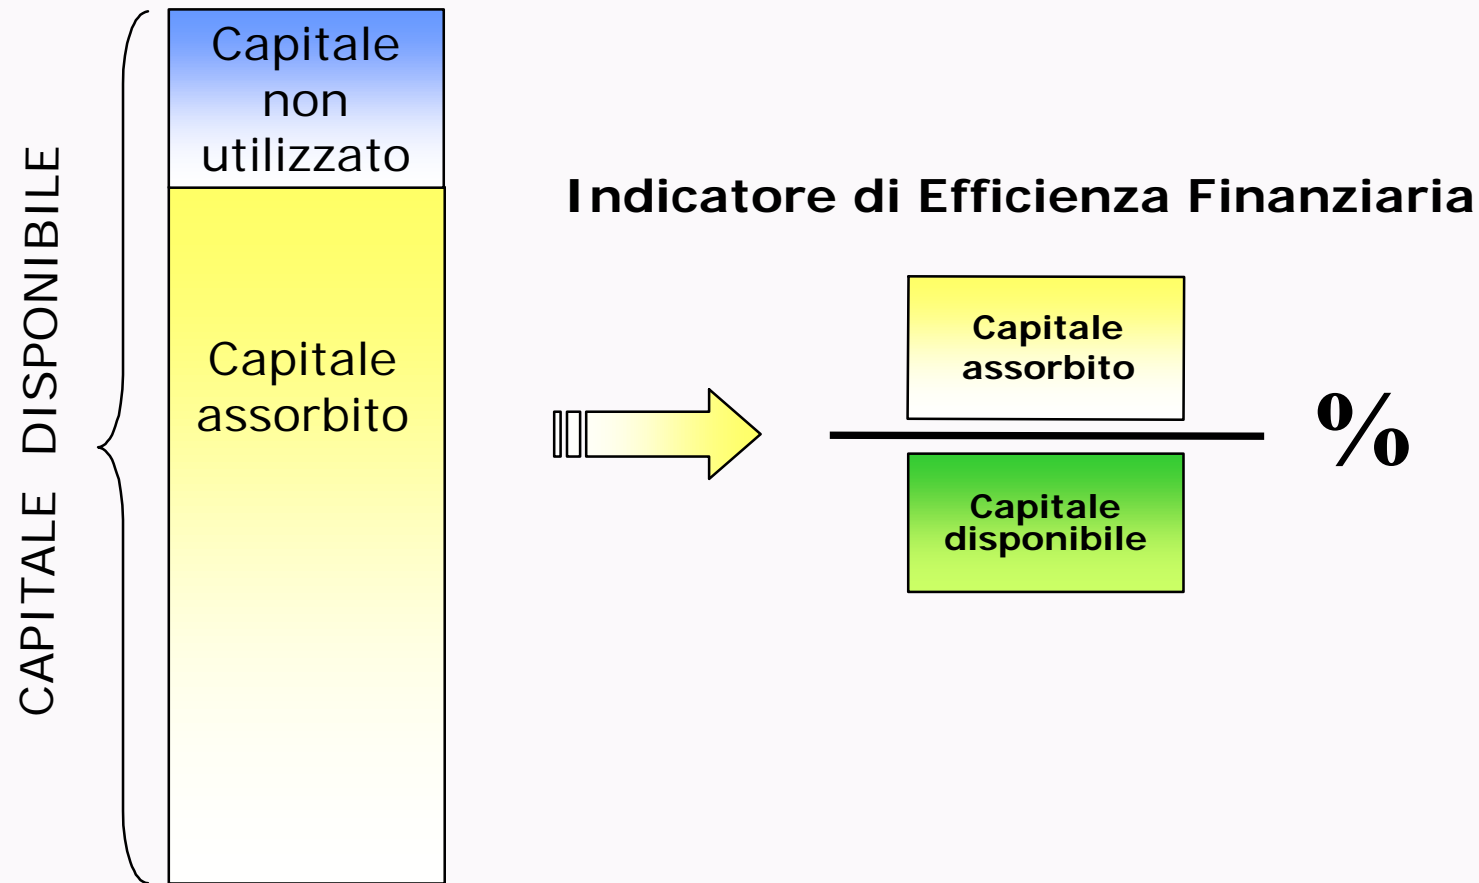 CAPITALE DISPONIBILE
Capitale
non
utilizzato
Capitale
assorbito
Indicatore di Efficienza Finanziaria
Capitale
assorbito
%
Capitale
disponibile